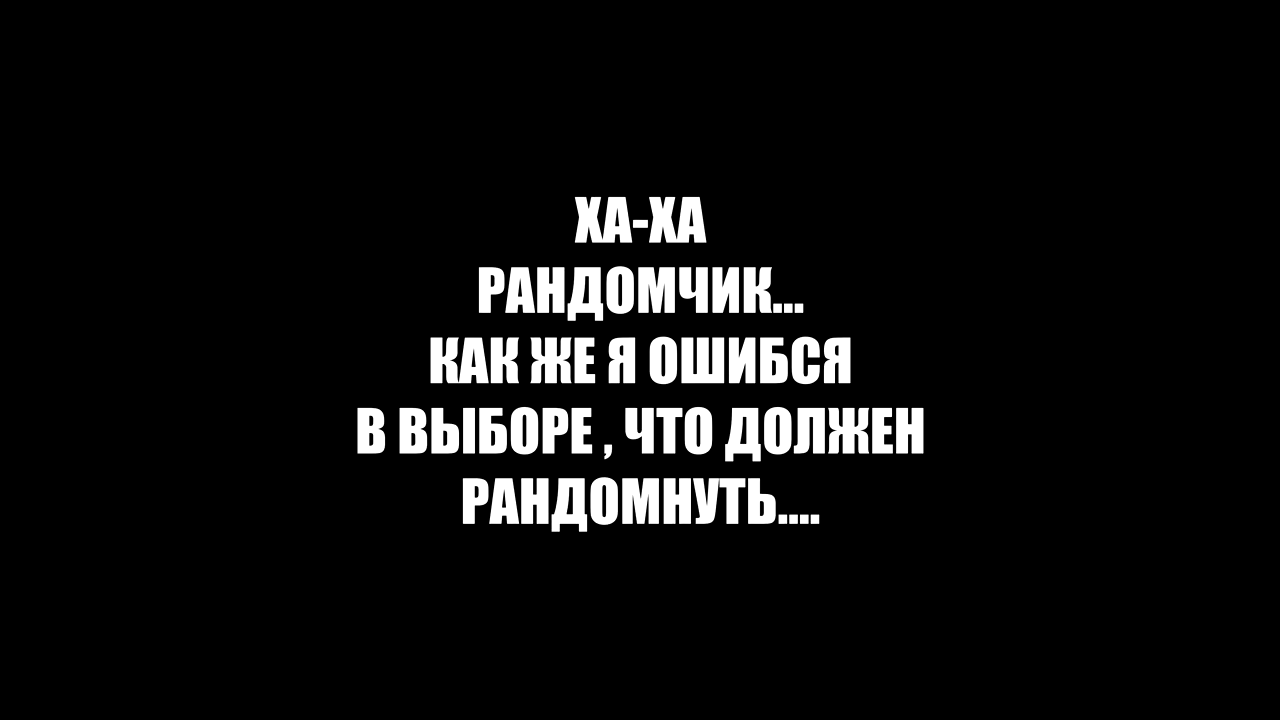 ХА-ХА
РАНДОМЧИК...
КАК ЖЕ Я ОШИБСЯ
В ВЫБОРЕ , ЧТО ДОЛЖЕН
РАНДОМНУТЬ....